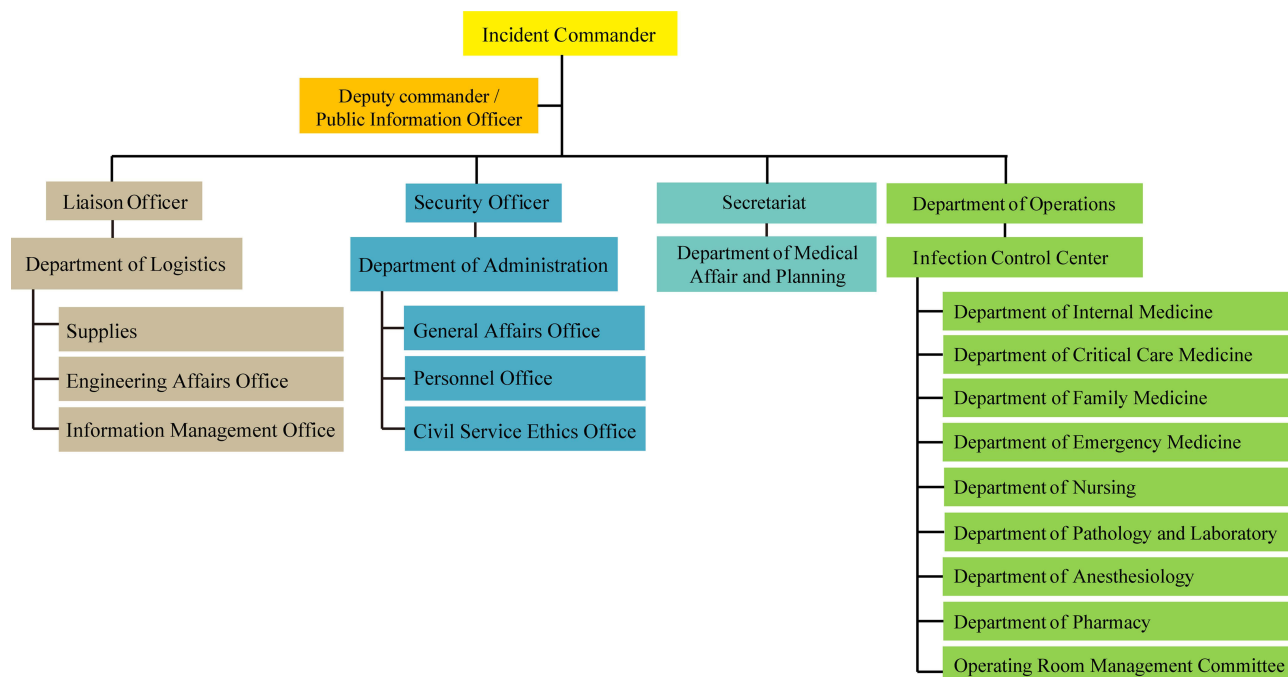 Incident Commander
Deputy commander /
Public Information Officer
Liaison Officer
Security Officer
Secretariat
Department of Operations
Department of Logistics
Department of Administration
Department of Medical
Affair and Planning
Infection Control Center
Supplies
Engineering Affairs Office
Information Management Office
General Affairs Office
Personnel Office
Civil Service Ethics Office
Department of Internal Medicine
Department of Critical Care Medicine
Department of Family Medicine
Department of Emergency Medicine
Department of Nursing
Department of Pathology and Laboratory
Department of Anesthesiology
Department of Pharmacy
Operating Room Management Committee